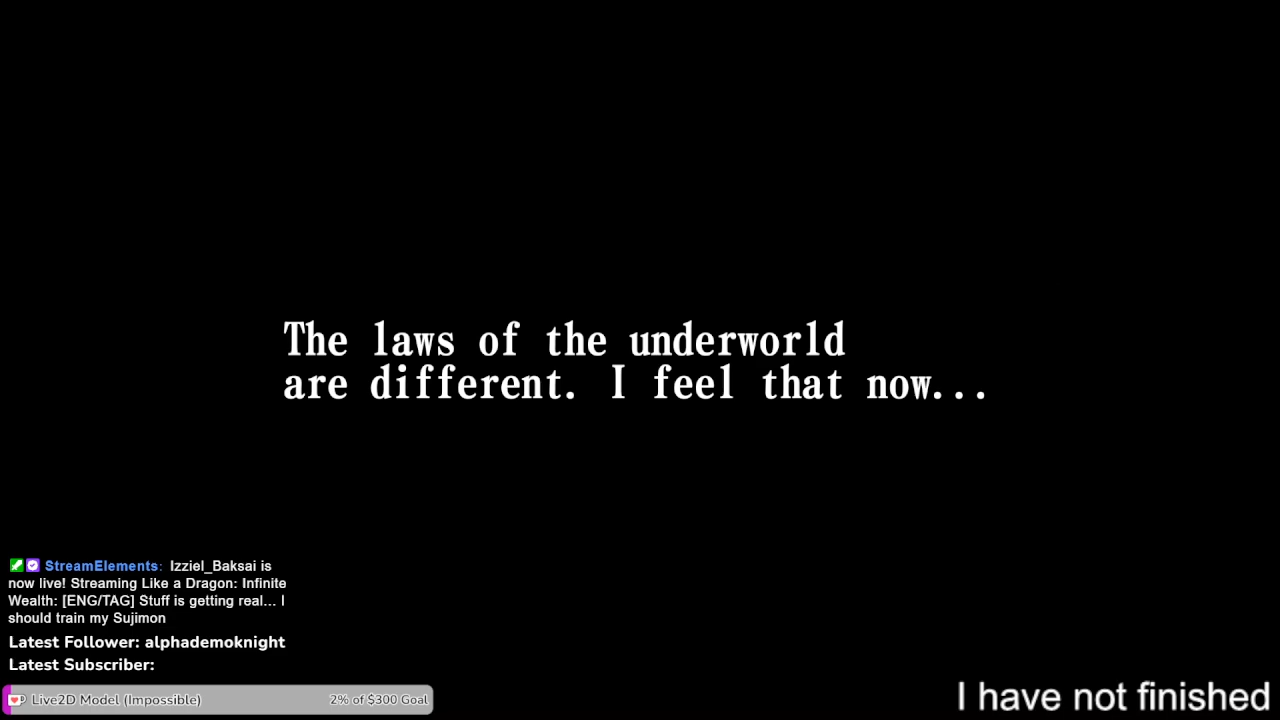 The laws of the underworld
are different. I feel that now...
StreamElements: Izziel_Baksai is
now live! Streaming Like a Dragon: Infinite
Wealth: [ENG/TAG] Stuff is getting real... I
should train my Sujimon
Latest Follower: alphademoknight
Latest Subscriber:
Live2D Model (Impossible) 2% of $300 Goal
I have not finished